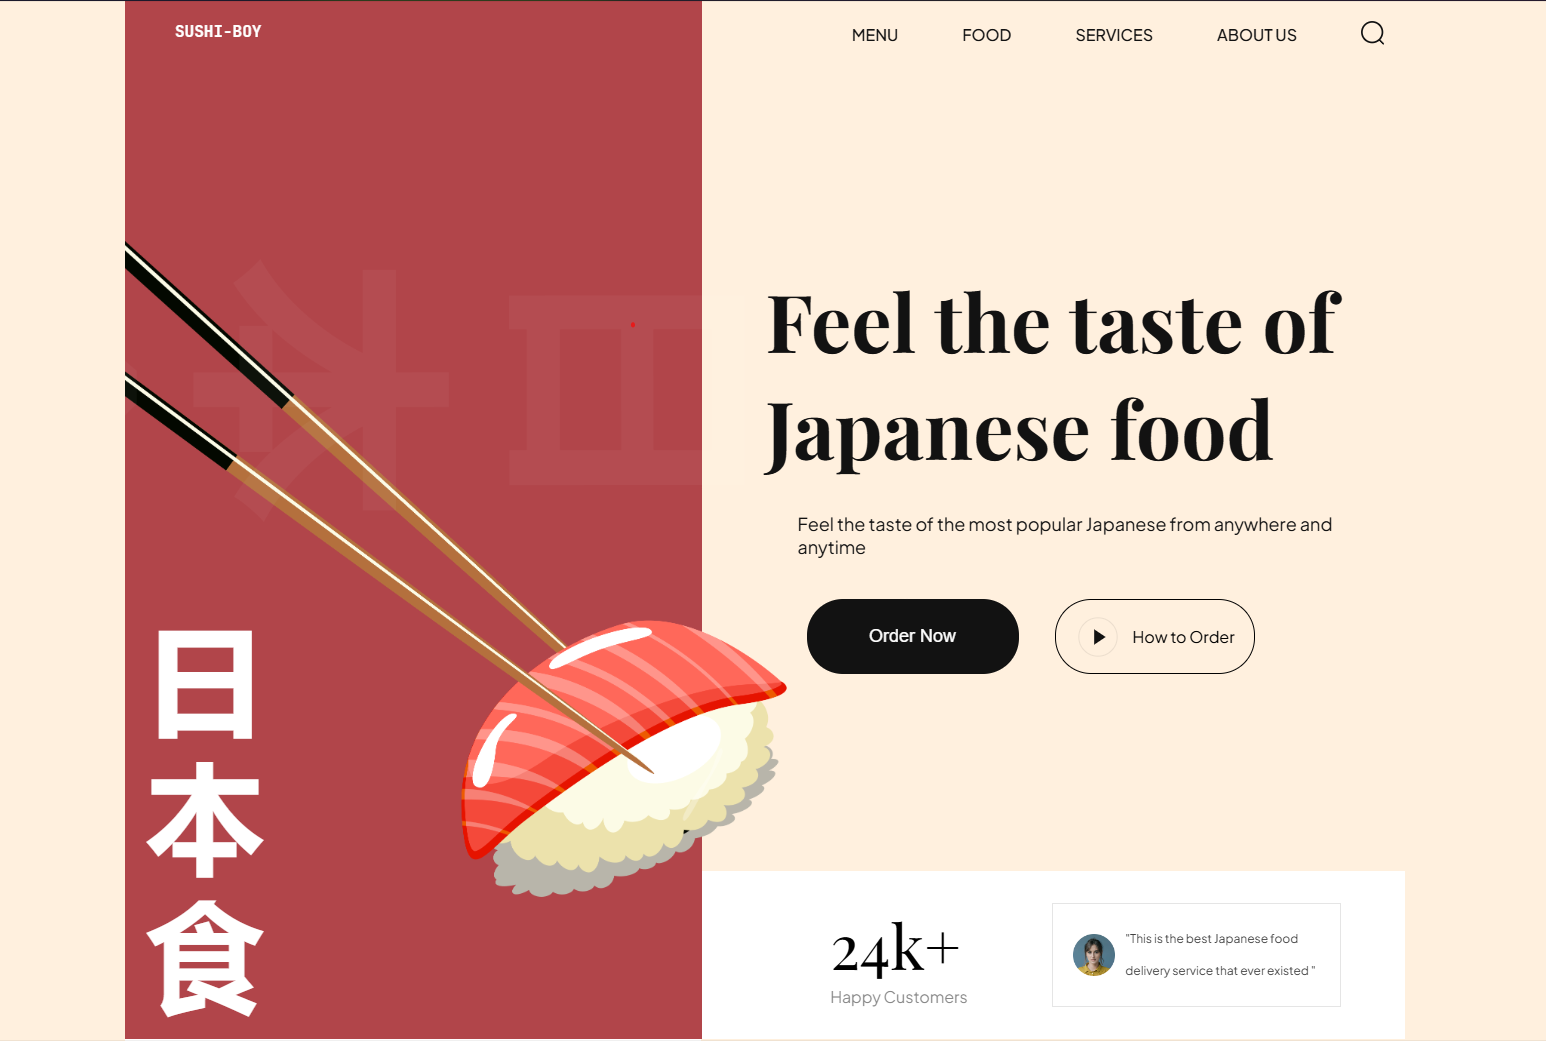 SUSHI-BOY
MENU
FOOD
SERVICES
ABOUT US
日
本
食
Feel the taste of
Japanese food
Feel the taste of the most popular Japanese from anywhere and
anytime
Order Now
How to Order
24k+
Happy Customers
"This is the best Japanese food
delivery service that ever existed "